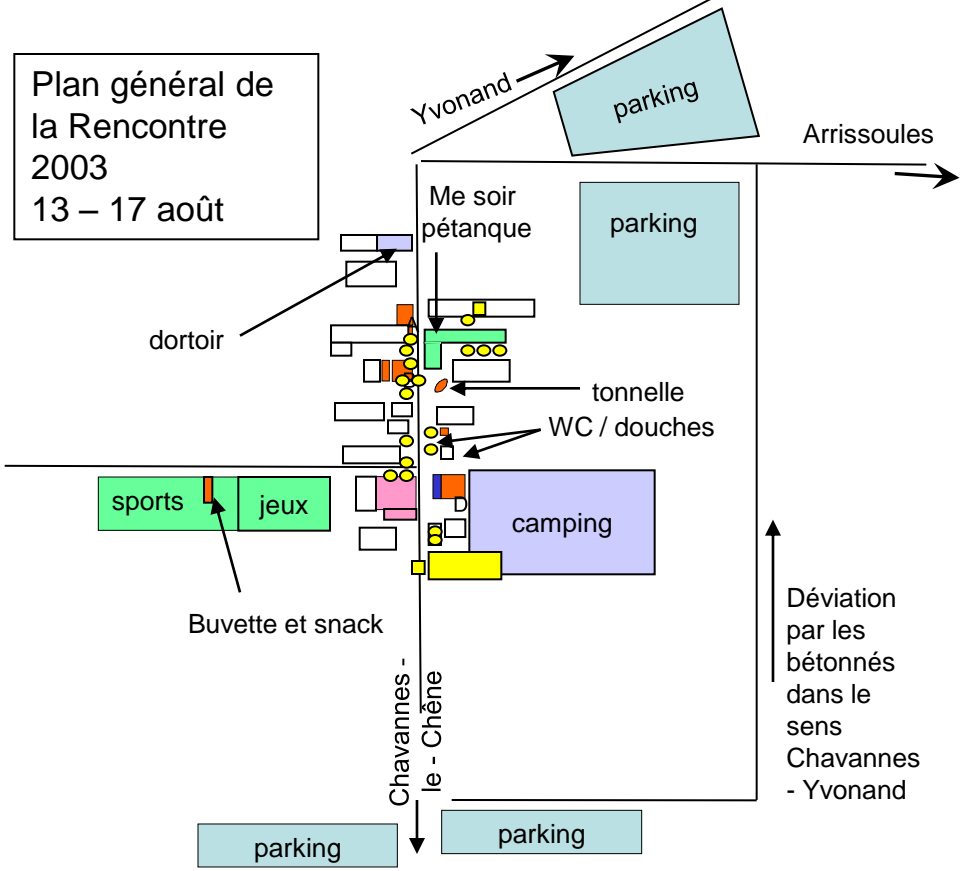 Plan général de
la Rencontre
2003
13 – 17 août
Yvonand
parking
Arrissoules
Me soir
pétanque
parking
dortoir
tonnelle
WC / douches
sports
jeux
camping
Buvette et snack
Déviation
par les
bétonnés
dans le
sens
Chavannes
- Yvonand
Chavannes -
le - Chêne
parking
parking